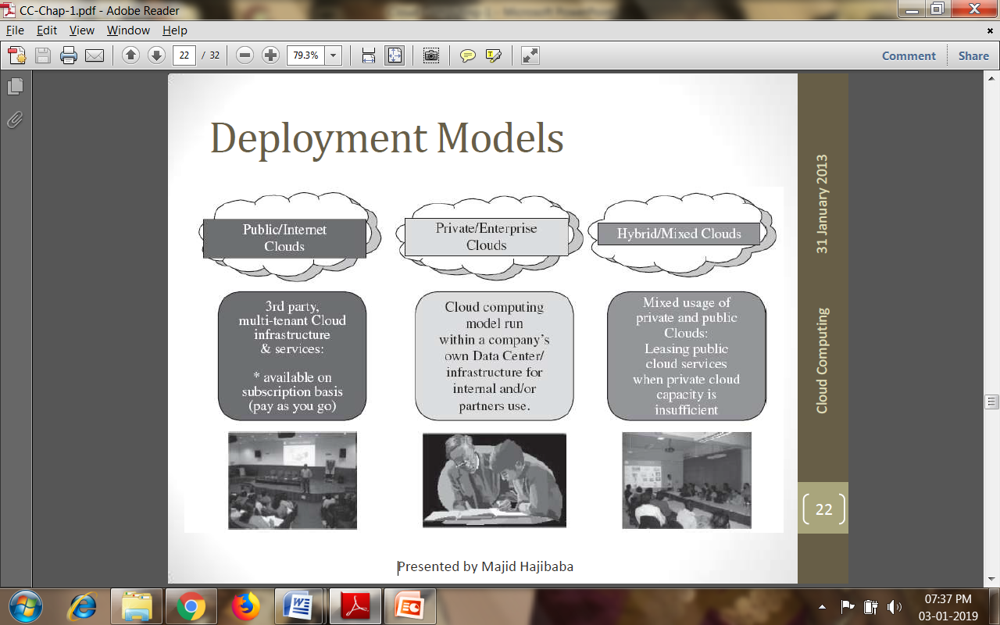 CC-Chap-1.pdf - Adobe Reader
File Edit View Window Help
22 / 32 79.3% Comment Share
Deployment Models
Public/Internet
Clouds
3rd party,
multi-tenant Cloud
infrastructure
& services:
* available on
subscription basis
(pay as you go)
Private/Enterprise
Clouds
Cloud computing
model run
within a company's
own Data Center/
infrastructure for
internal and/or
partners use.
Hybrid/Mixed Clouds
Mixed usage of
private and public
Clouds:
Leasing public
cloud services
when private cloud
capacity is
insufficient
31 January 2013
Cloud Computing
22
Presented by Majid Hajibaba
07:37 PM
03-01-2019